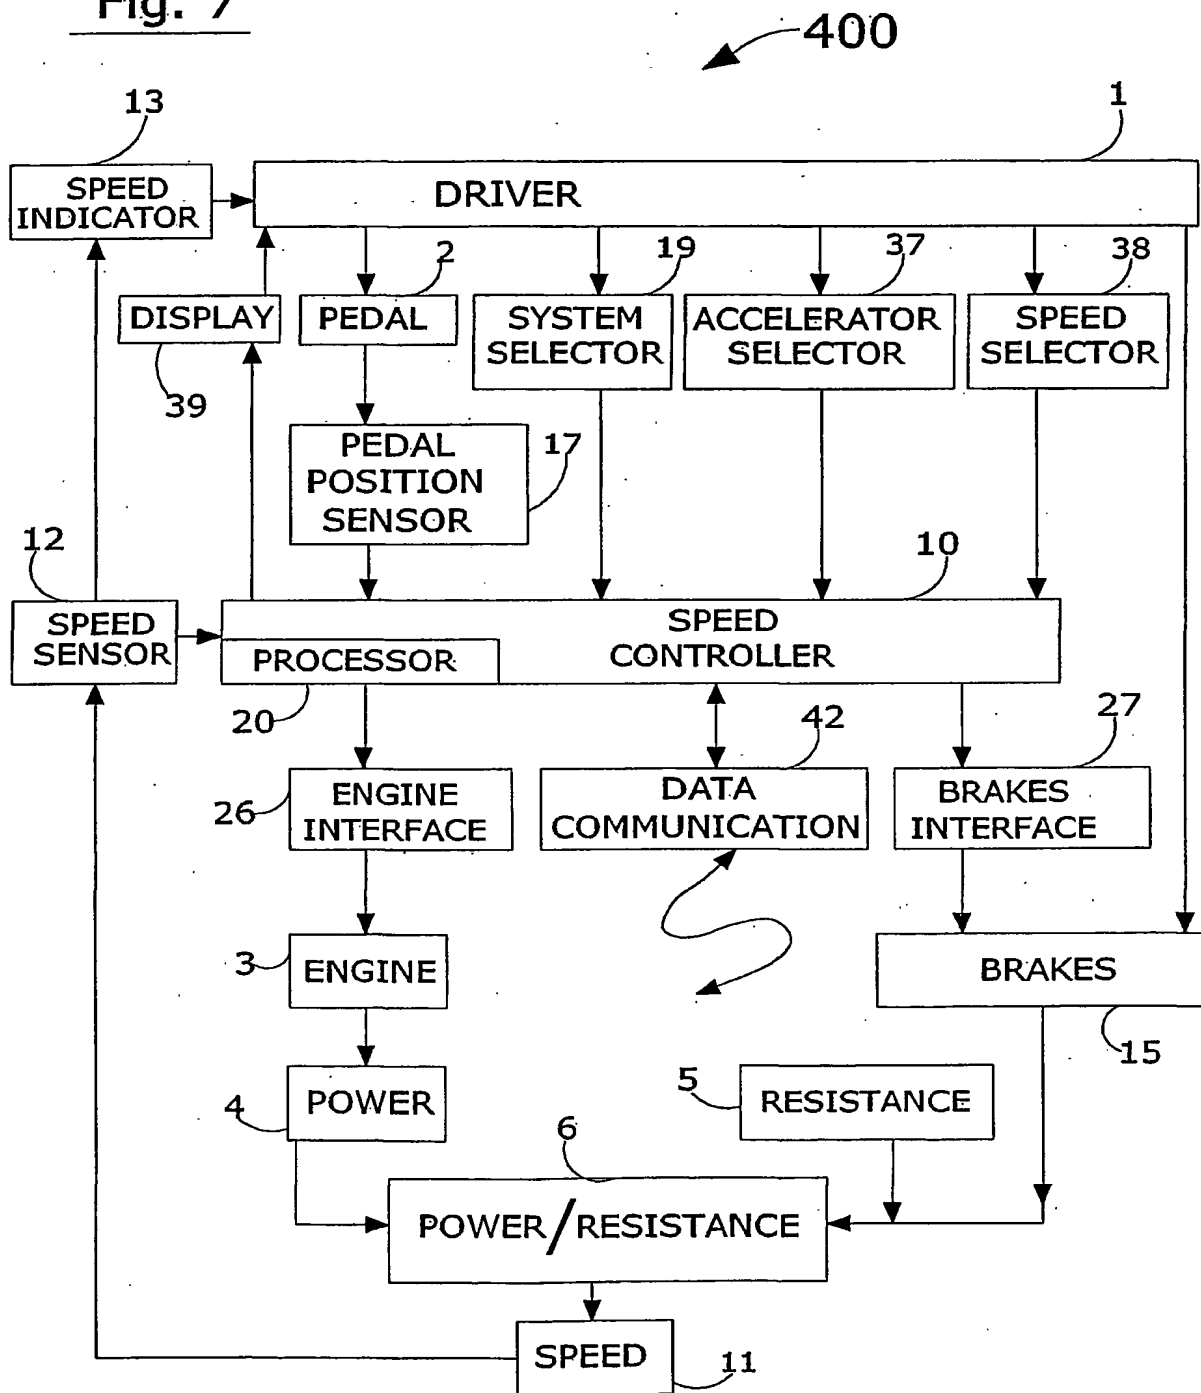 Fig. 7
400
13
1
SPEED
INDICATOR
DRIVER
2
19
37
38
DISPLAY
PEDAL
SYSTEM
SELECTOR
ACCELERATOR
SELECTOR
SPEED
SELECTOR
39
PEDAL
POSITION
SENSOR
17
12
10
SPEED
SENSOR
SPEED
CONTROLLER
PROCESSOR
20
42
27
26
ENGINE
INTERFACE
DATA
COMMUNICATION
BRAKES
INTERFACE
3
ENGINE
BRAKES
15
4
POWER
5
RESISTANCE
6
POWER/RESISTANCE
SPEED
11